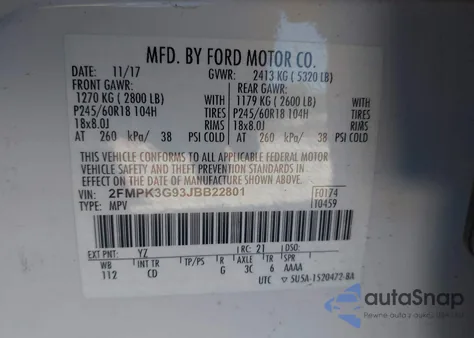 MFD. BY FORD MOTOR CO.
DATE: 11/17 GVWR: 2413 KG ( 5320 LB)
FRONT GAWR: REAR GAWR:
1270 KG ( 2800 LB) WITH 1179 KG ( 2600 LB) WITH
P245/60R18 104H TIRES P245/60R18 104H TIRES
18x8.0J RIMS 18x8.0J RIMS
AT 260 kPa/ 38 PSI COLD AT 260 kPa/ 38 PSI COLD
THIS VEHICLE CONFORMS TO ALL APPLICABLE FEDERAL MOTOR
VEHICLE SAFETY AND THEFT PREVENTION STANDARDS IN
EFFECT ON THE DATE OF MANUFACTURE SHOWN ABOVE.
VIN: 2FMPK3G93JBB22801 F0174
TYPE: MPV T0459
EXT PNT: YZ RC: 21 DSO:
WB INT TR TP/PS R AXLE TR SPR
112 CD G 3C 6 AAAA
UTC 5U5A-1520472-BA
autoSnap
Pewne auto z aukcji